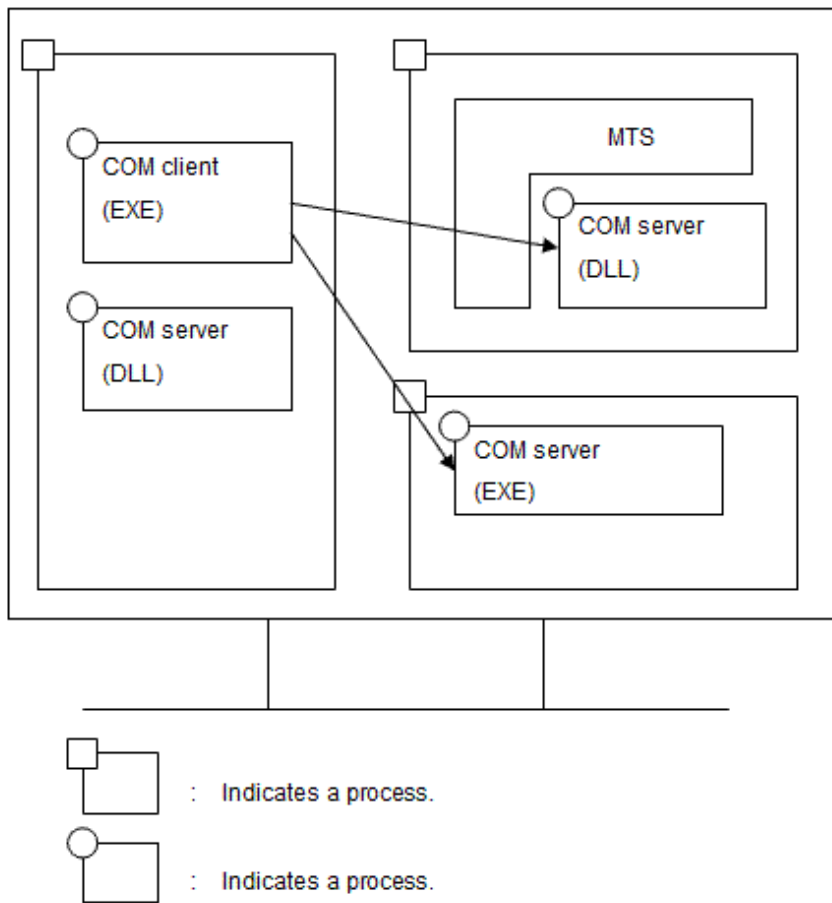 COM client
(EXE)
COM server
(DLL)
MTS
COM server
(DLL)
COM server
(EXE)
: Indicates a process.
: Indicates a process.